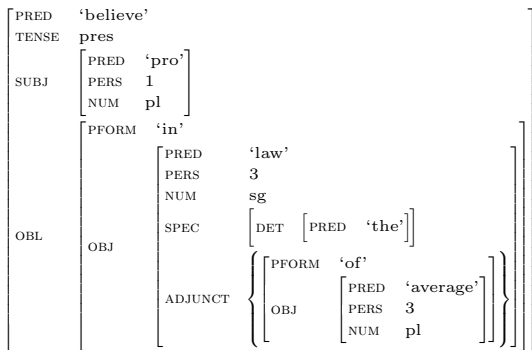 PRED ‘believe’
TENSE pres
SUBJ
PRED ‘pro’
PERS 1
NUM pl
OBL
PFORM ‘in’
OBJ
PRED ‘law’
PERS 3
NUM sg
SPEC DET PRED ‘the’
ADJUNCT
PFORM ‘of’
OBJ
PRED ‘average’
PERS 3
NUM pl